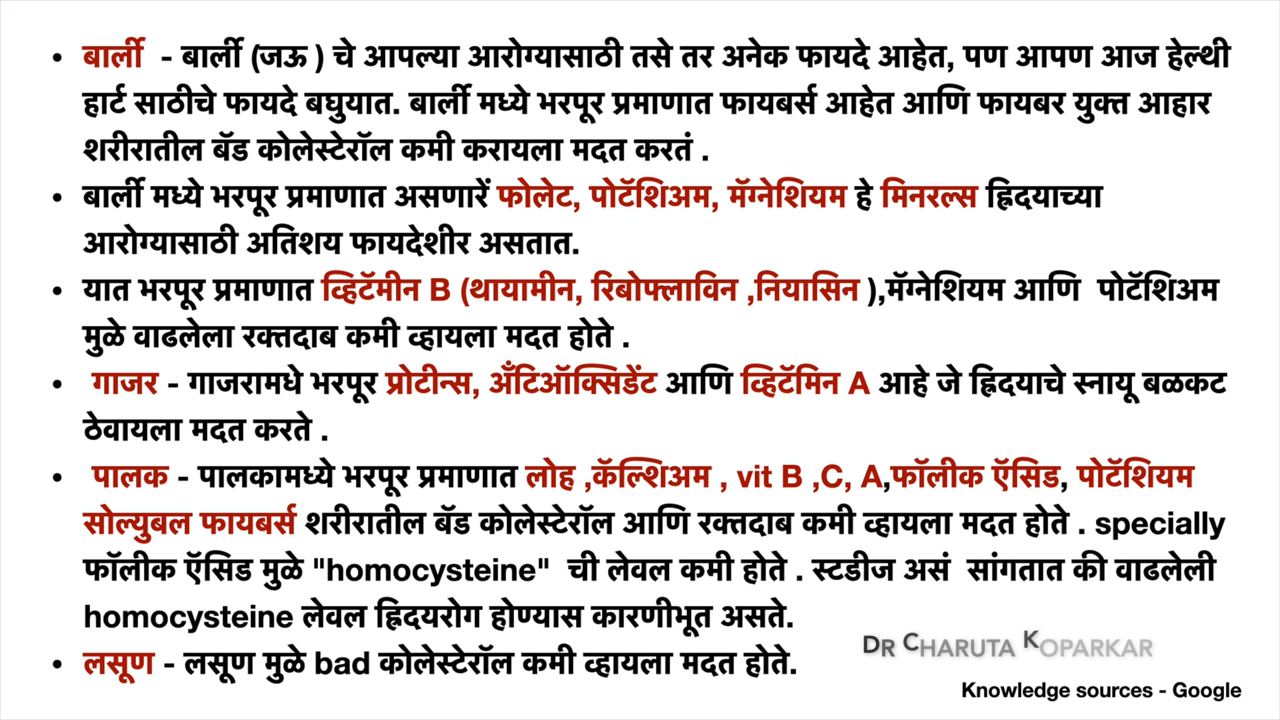 • बार्ली - बार्ली (जऊ ) चे आपल्या आरोग्यासाठी तसे तर अनेक फायदे आहेत, पण आपण आज हेल्थी
हार्ट साठीचे फायदे बघुयात. बार्ली मध्ये भरपूर प्रमाणात फायबर्स आहेत आणि फायबर युक्त आहार
शरीरातील बॅड कोलेस्टेरॉल कमी करायला मदत करतं .
• बार्ली मध्ये भरपूर प्रमाणात असणारें फोलेट, पोटॅशिअम, मॅग्नेशियम हे मिनरल्स ह्रिदयाच्या
आरोग्यासाठी अतिशय फायदेशीर असतात.
• यात भरपूर प्रमाणात व्हिटॅमीन B (थायामीन, रिबोफ्लाविन ,नियासिन ),मॅग्नेशियम आणि पोटॅशिअम
मुळे वाढलेला रक्तदाब कमी व्हायला मदत होते .
• गाजर - गाजरामधे भरपूर प्रोटीन्स, अँटिऑक्सिडेंट आणि व्हिटॅमिन A आहे जे ह्रिदयाचे स्नायू बळकट
ठेवायला मदत करते .
• पालक - पालकामध्ये भरपूर प्रमाणात लोह ,कॅल्शिअम , vit B ,C, A,फॉलीक ऍसिड, पोटॅशियम
सोल्युबल फायबर्स शरीरातील बॅड कोलेस्टेरॉल आणि रक्तदाब कमी व्हायला मदत होते . specially
फॉलीक ऍसिड मुळे "homocysteine" ची लेवल कमी होते . स्टडीज असं सांगतात की वाढलेली
homocysteine लेवल ह्रिदयरोग होण्यास कारणीभूत असते.
• लसूण - लसूण मुळे bad कोलेस्टेरॉल कमी व्हायला मदत होते.
DR CHARUTA KOPARKAR
Knowledge sources - Google